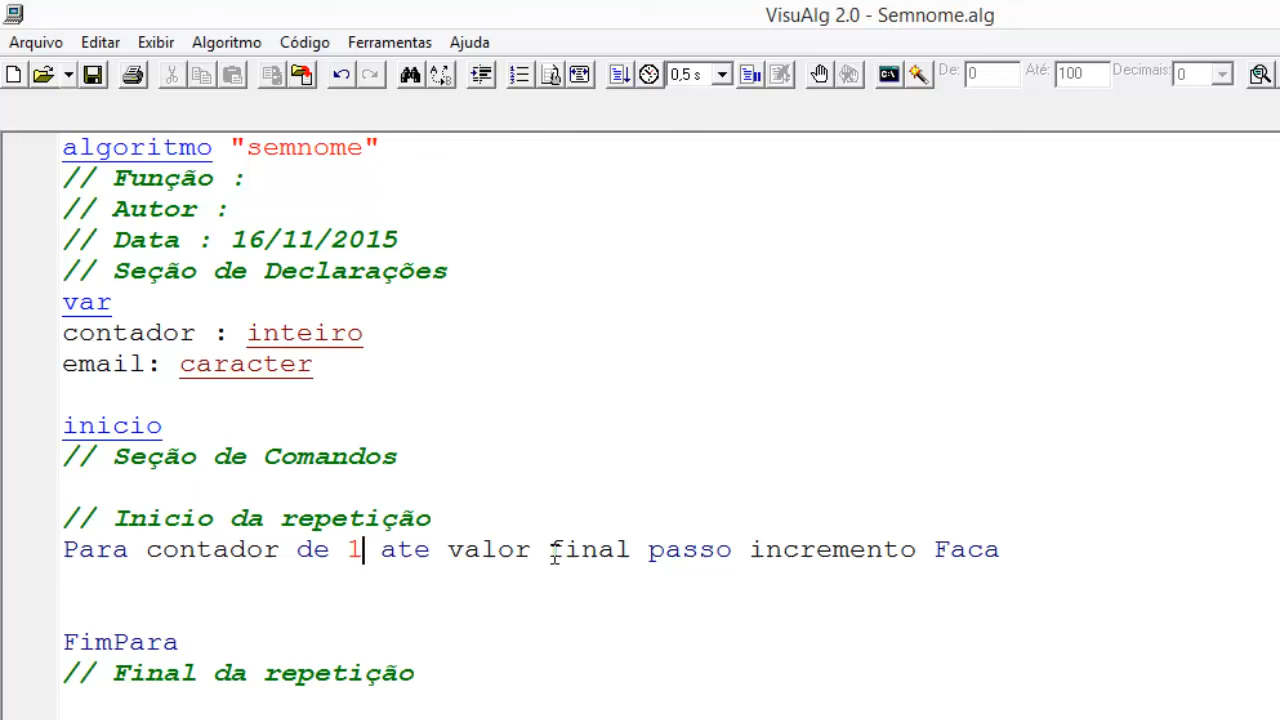 VisuAlg 2.0 - Semnome.alg
Arquivo Editar Exibir Algoritmo Código Ferramentas Ajuda
0,5 s De: 0 Até: 100 Decimais: 0
algoritmo "semnome"
// Função :
// Autor :
// Data : 16/11/2015
// Seção de Declarações
var
contador : inteiro
email: caracter
inicio
// Seção de Comandos
// Inicio da repetição
Para contador de 1 ate valor final passo incremento Faca
FimPara
// Final da repetição